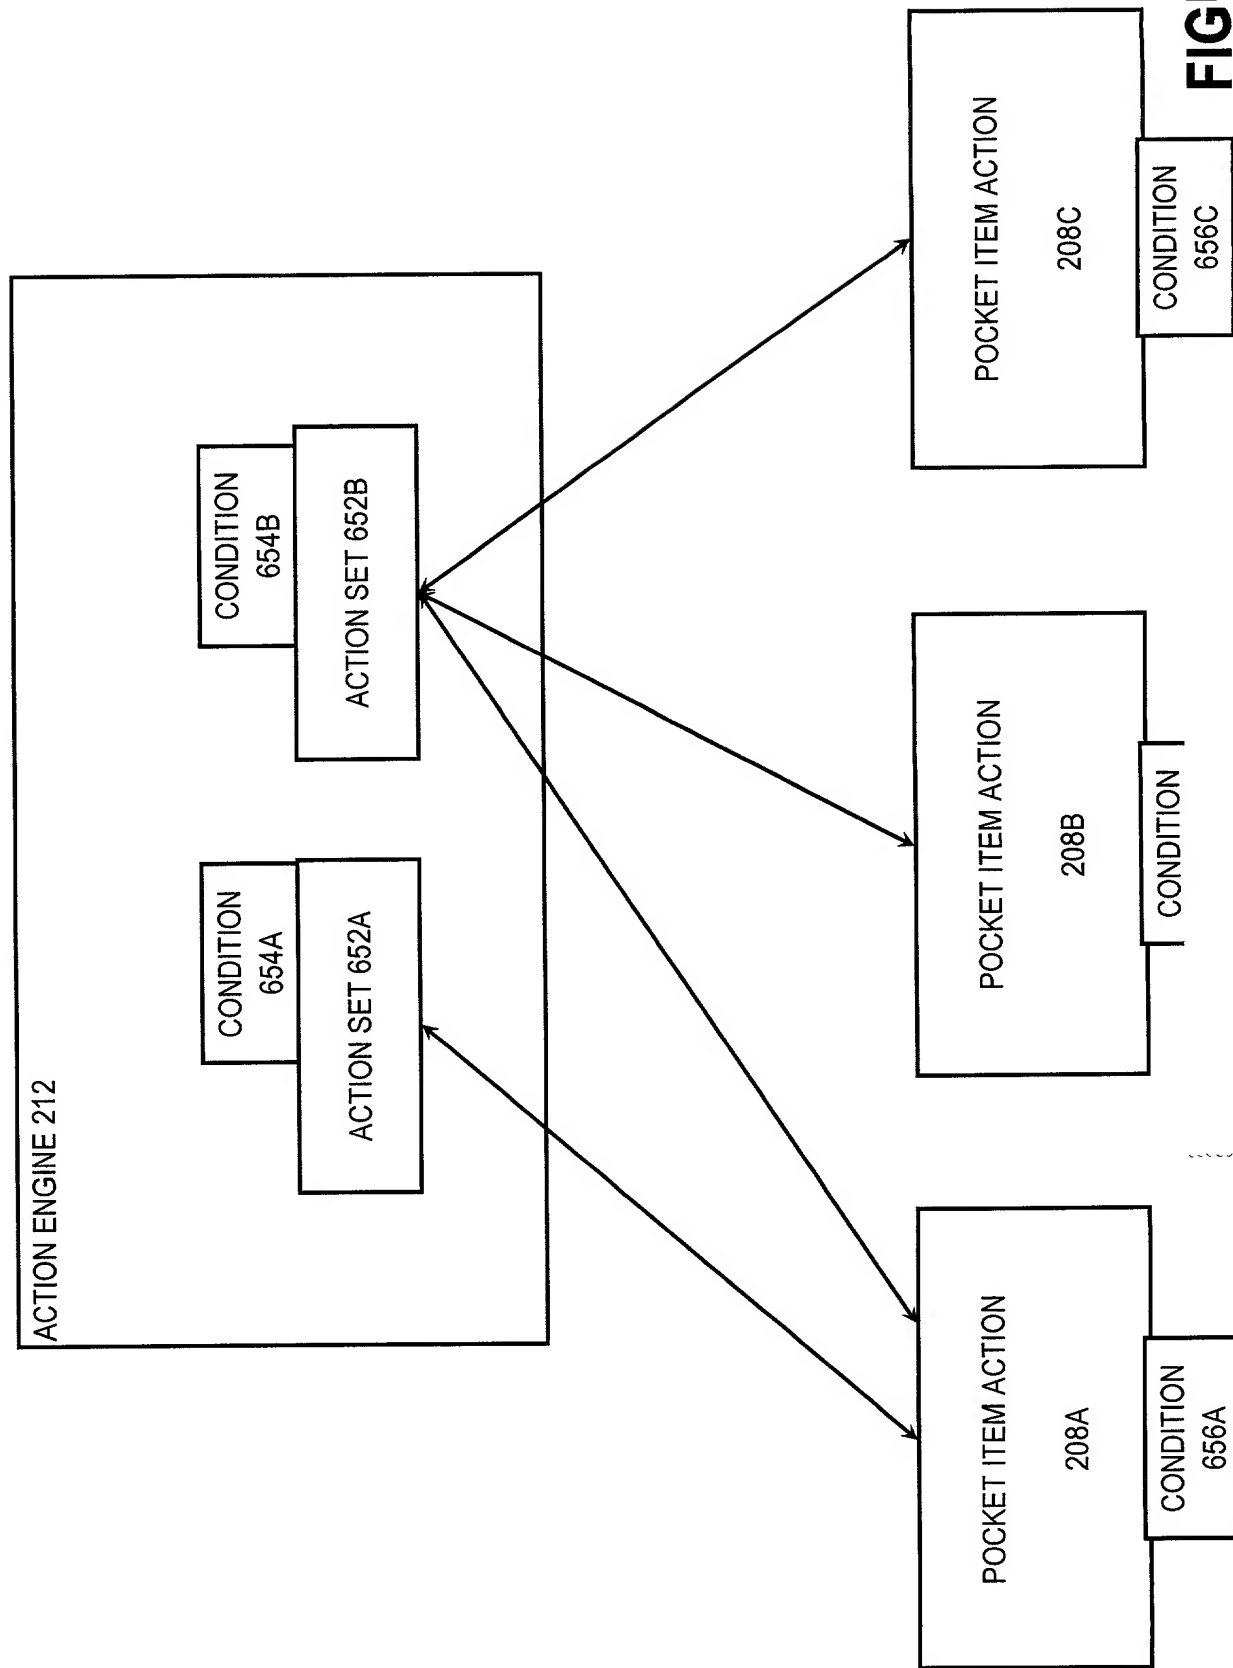 ACTION ENGINE 212
CONDITION
654A
ACTION SET 652A
CONDITION
654B
ACTION SET 652B
POCKET ITEM ACTION
208A
CONDITION
656A
POCKET ITEM ACTION
208B
CONDITION
POCKET ITEM ACTION
208C
CONDITION
656C
FIG